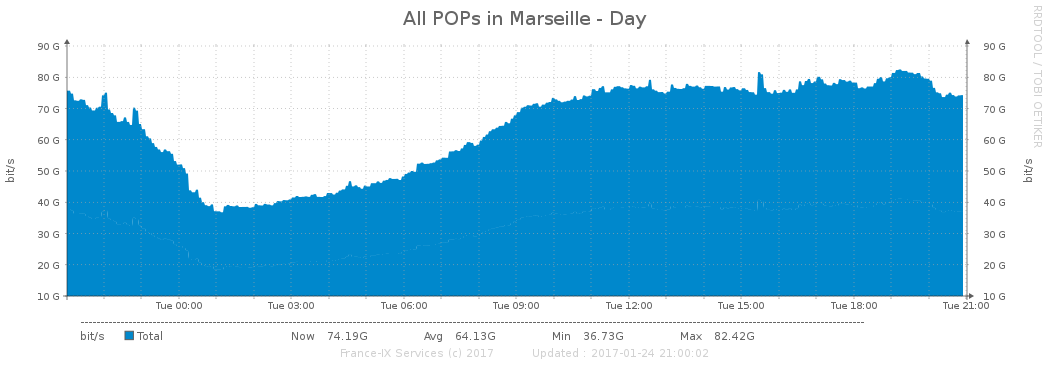 All POPs in Marseille - Day
RRDTOOL / TOBI OETIKER
90 G 90 G
80 G 80 G
70 G 70 G
60 G 60 G
50 G 50 G
40 G 40 G
30 G 30 G
20 G 20 G
10 G 10 G
bit/s bit/s
Tue 00:00 Tue 03:00 Tue 06:00 Tue 09:00 Tue 12:00 Tue 15:00 Tue 18:00 Tue 21:00
bit/s Total Now 74.19G Avg 64.13G Min 36.73G Max 82.42G
France-IX Services (c) 2017 Updated : 2017-01-24 21:00:02